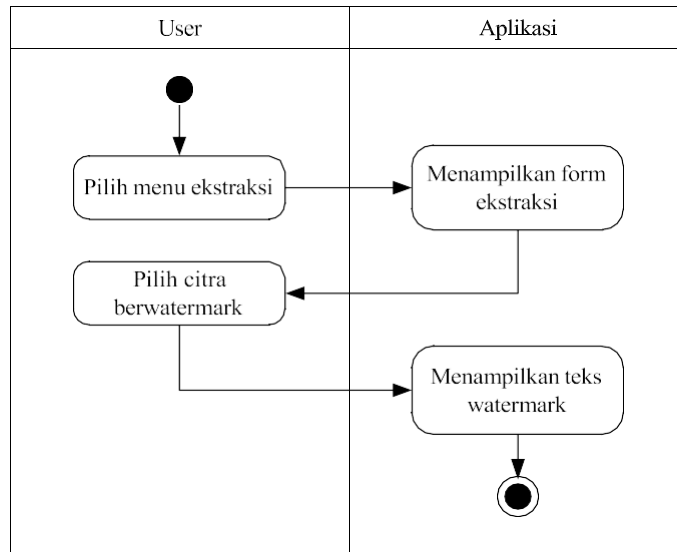 User
Aplikasi
Pilih menu ekstraksi
Menampilkan form
ekstraksi
Pilih citra
berwatermark
Menampilkan teks
watermark